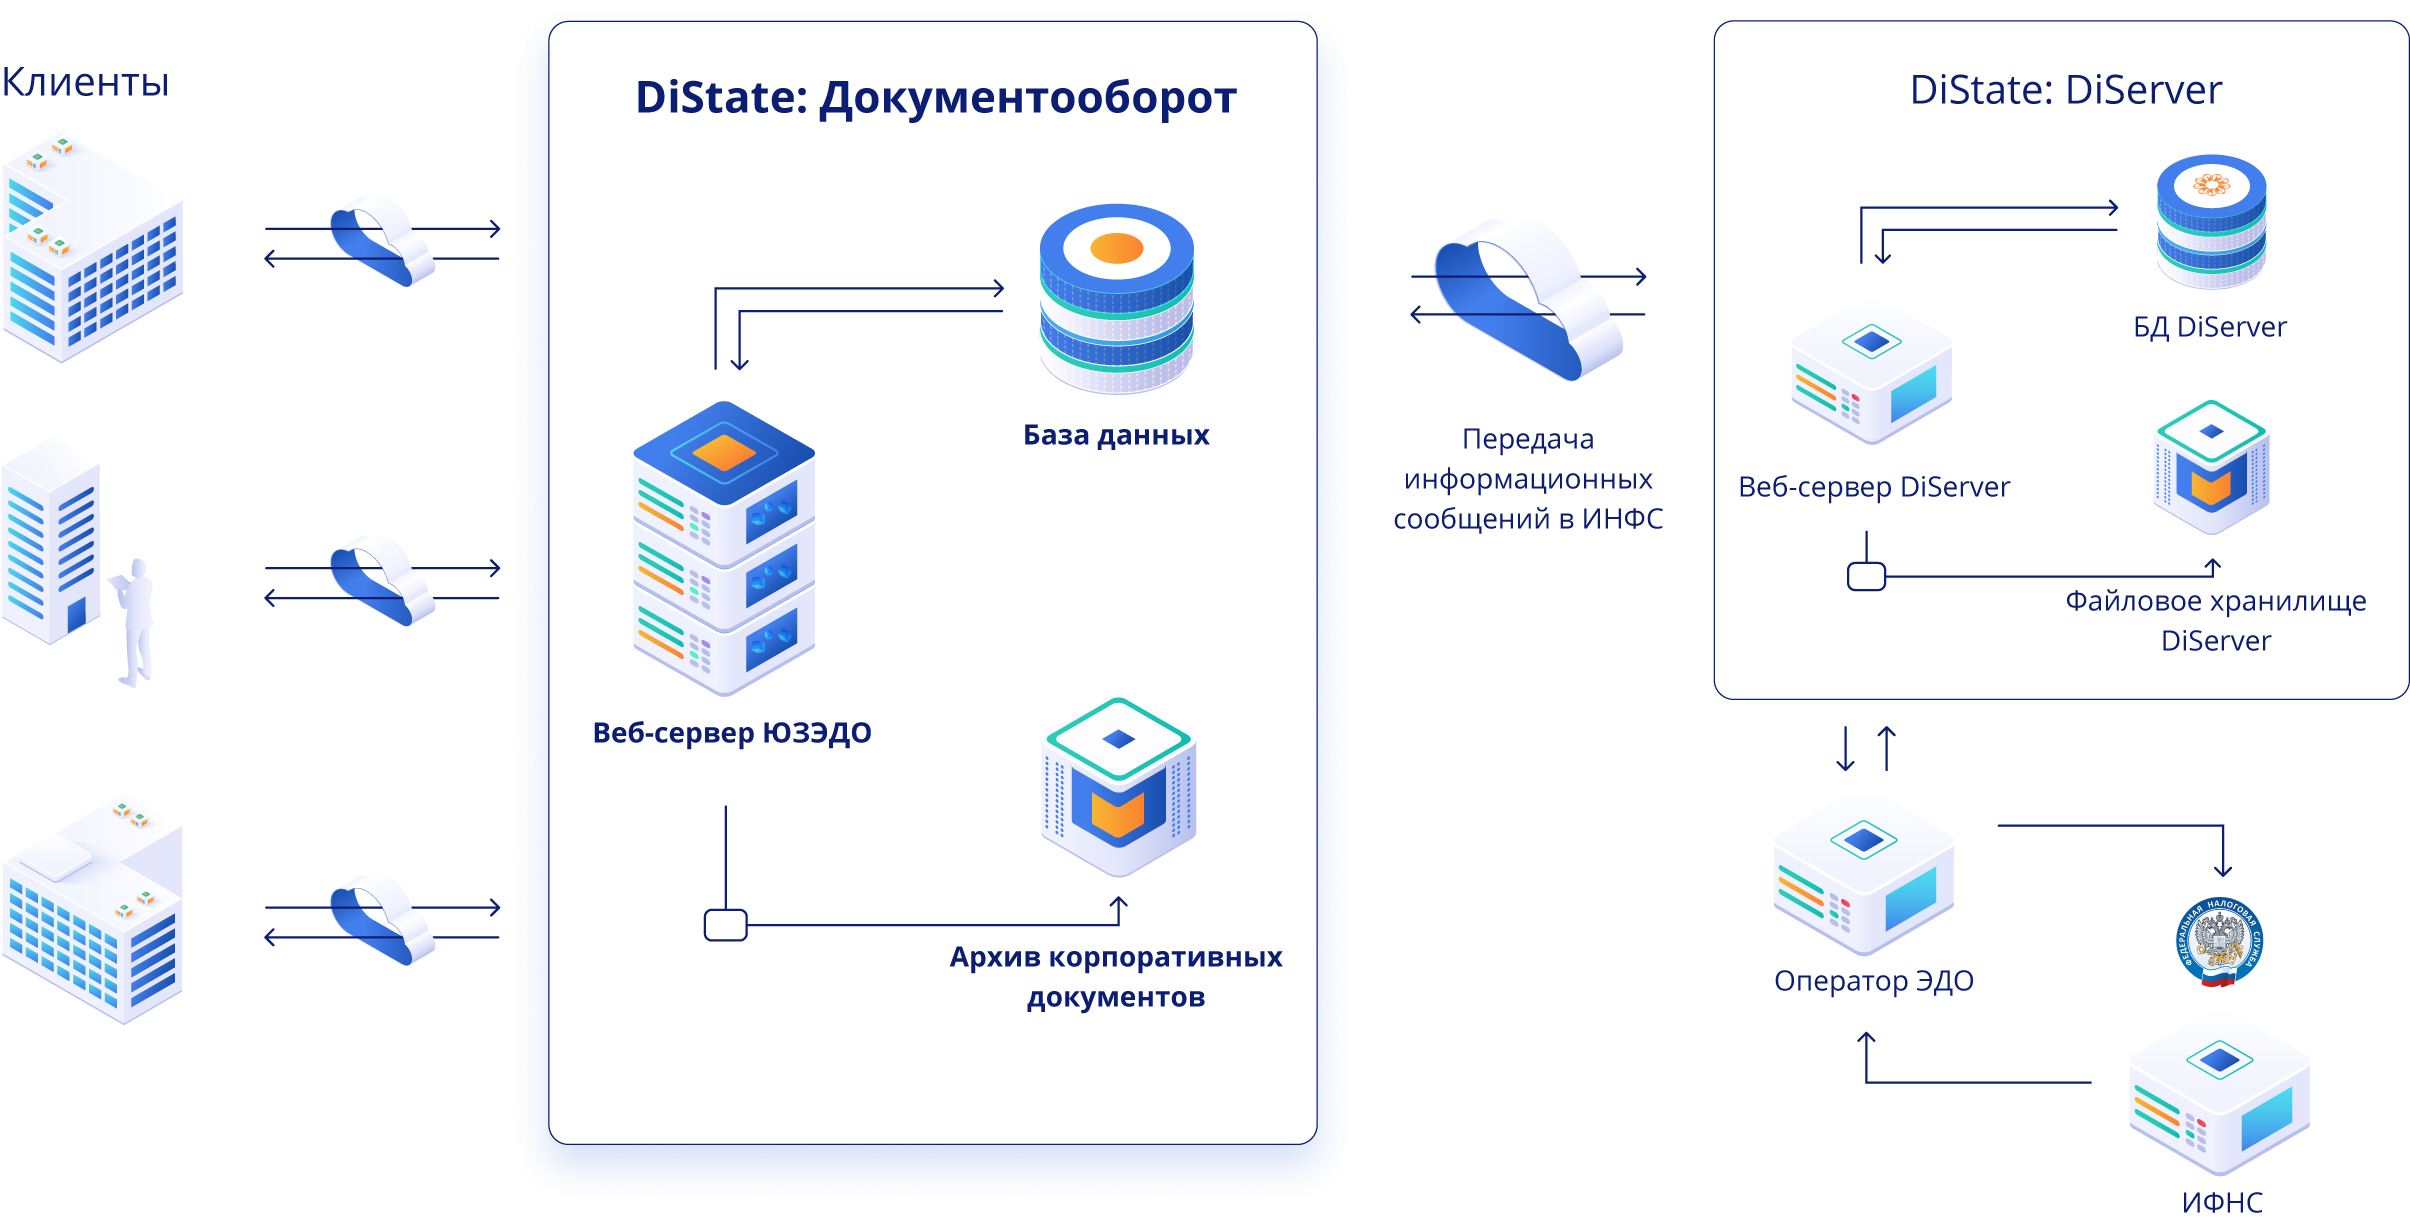 Клиенты
DiState: Документооборот
База данных
Веб-сервер ЮЗЭДО
Архив корпоративных
документов
Передача
информационных
сообщений в ИНФС
DiState: DiServer
БД DiServer
Веб-сервер DiServer
Файловое хранилище
DiServer
Оператор ЭДО
ФЕДЕРАЛЬНАЯ НАЛОГОВАЯ СЛУЖБА
ИФНС